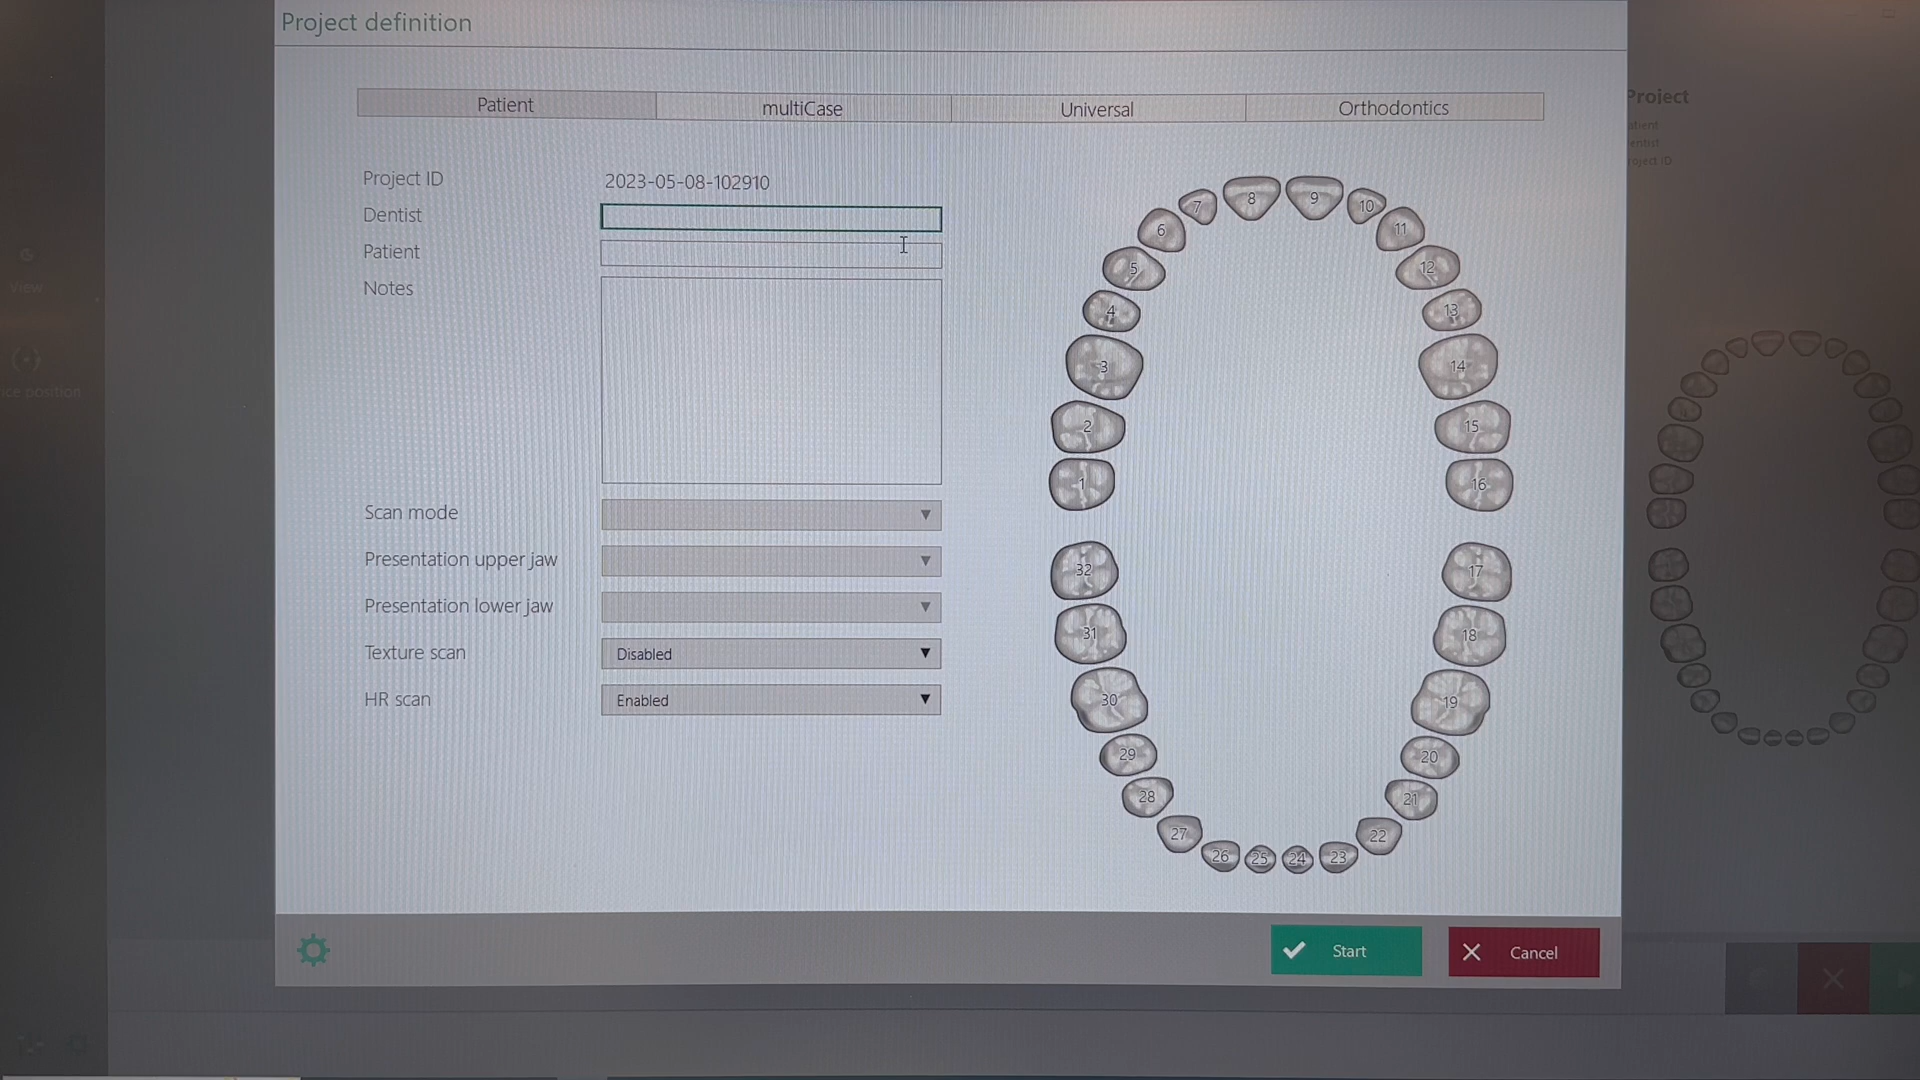 Project definition
Patient
multiCase
Universal
Orthodontics
Project
Project ID
2023-05-08-102910
Dentist
Patient
Notes
Scan mode
Presentation upper jaw
Presentation lower jaw
Texture scan
Disabled
HR scan
Enabled
View
position
7
8
9
10
6
11
5
12
4
13
3
14
2
15
1
16
32
17
31
18
30
19
29
20
28
21
27
22
26
25
24
23
Start
Cancel